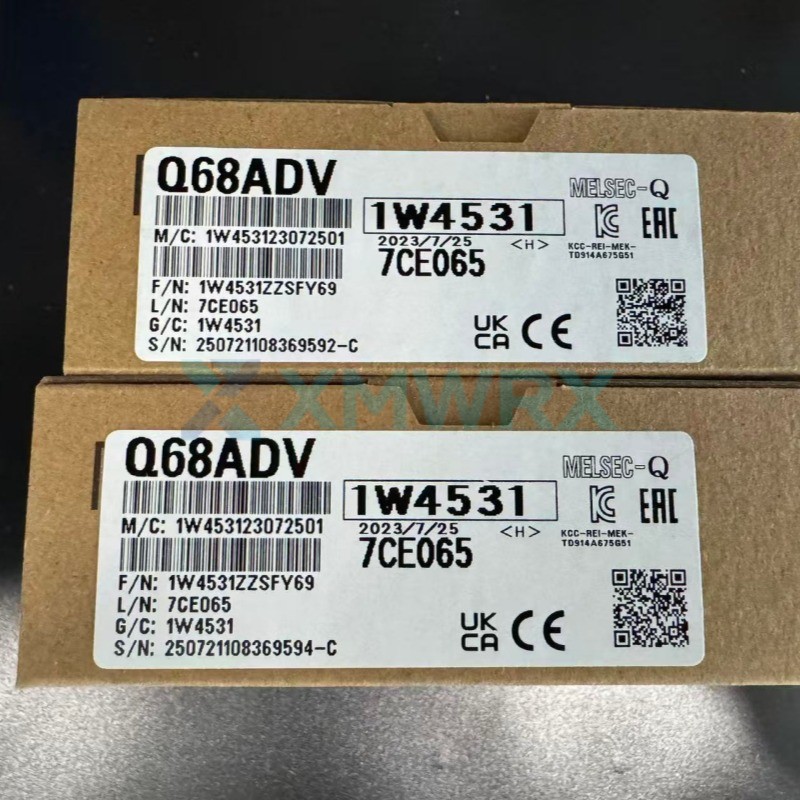 Q68ADV
MELSEC-Q
1W4531
M/C: 1W453123072501
2023/7/25 <H>
EAC
KCC-REI-MEK-
TD914A675G51
7CE065
F/N: 1W4531ZZSFY69
L/N: 7CE065
G/C: 1W4531
UK
CA CE
S/N: 250721108369592-C
XMWRX
Q68ADV
MELSEC-Q
1W4531
M/C: 1W453123072501
2023/7/25 <H>
EAC
KCC-REI-MEK-
TD914A675G51
7CE065
F/N: 1W4531ZZSFY69
L/N: 7CE065
G/C: 1W4531
UK
CA CE
S/N: 250721108369594-C